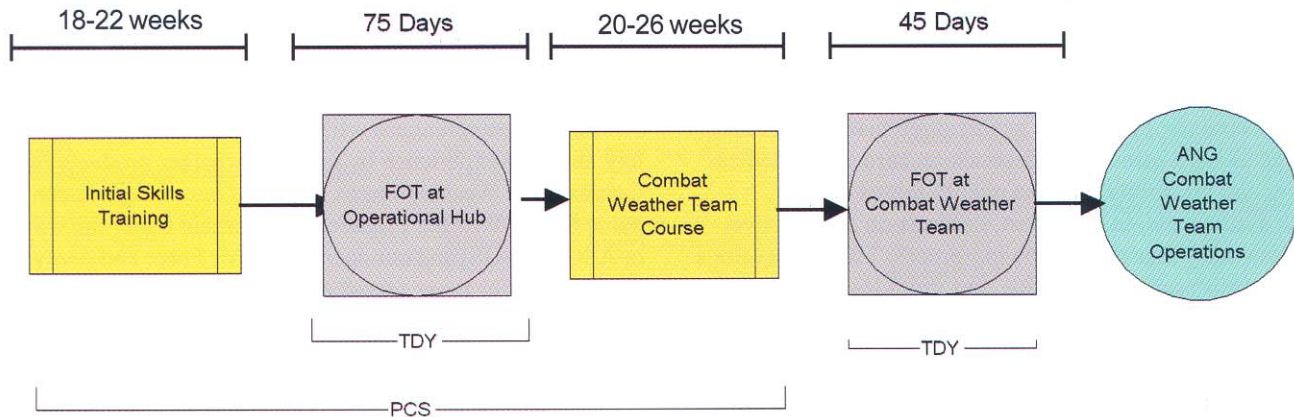 18-22 weeks
75 Days
20-26 weeks
45 Days
Initial Skills
Training
FOT at
Operational Hub
Combat
Weather Team
Course
FOT at
Combat Weather
Team
ANG
Combat
Weather
Team
Operations
TDY
TDY
PCS